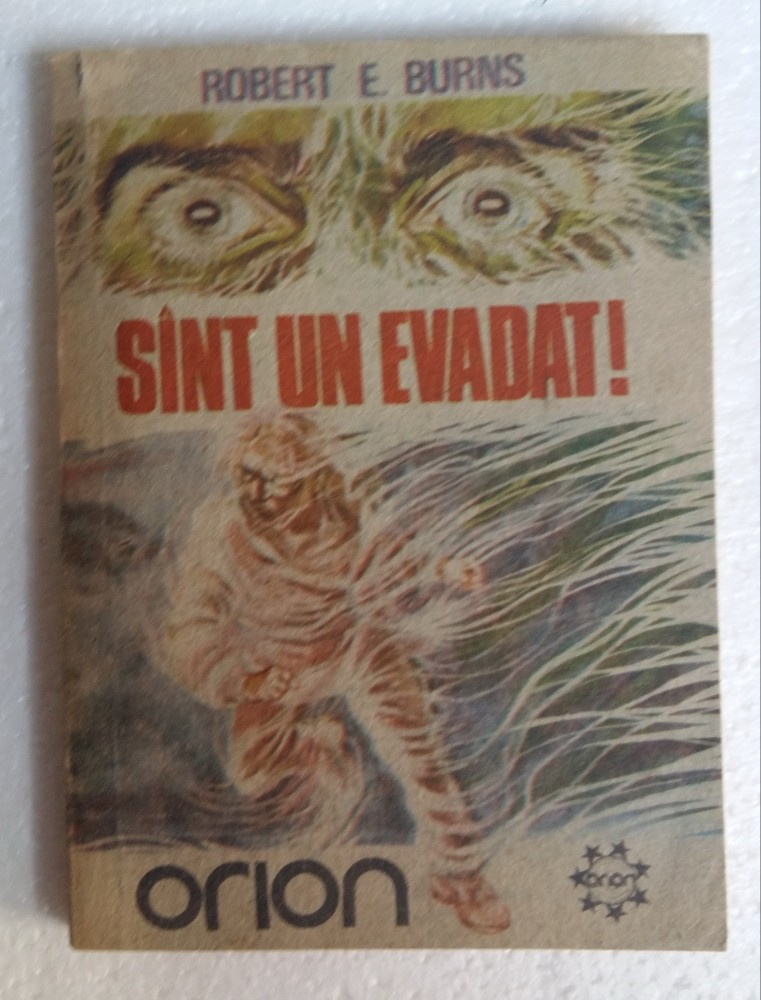 ROBERT E. BURNS
SÎNT UN EVADAT!
orion
orion